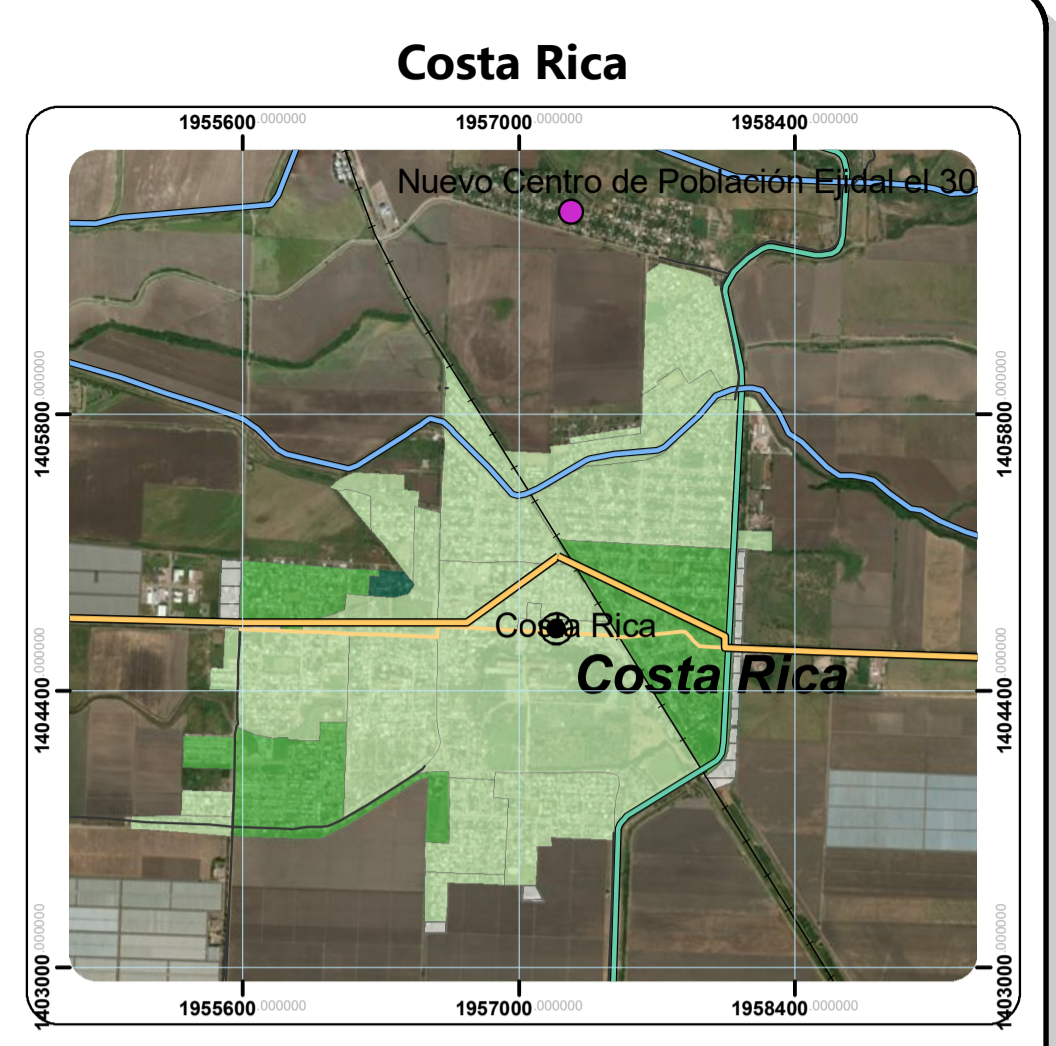 Costa Rica
1955600.000000 1957000.000000 1958400.000000
Nuevo Centro de Población Ejidal el 30
1405800.000000 1405800.000000
Costa Rica
Costa Rica
1404400.000000 1404400.000000
1403000.000000 1403000.000000
1955600.000000 1957000.000000 1958400.000000